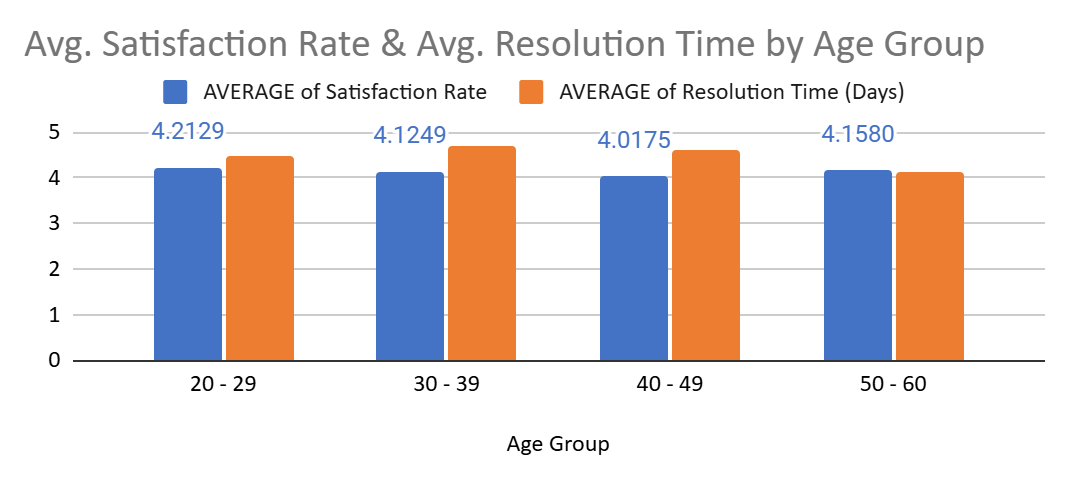 Avg. Satisfaction Rate & Avg. Resolution Time by Age Group
AVERAGE of Satisfaction Rate AVERAGE of Resolution Time (Days)
5
4.2129 4.1249 4.0175 4.1580
4
3
2
1
0
20 - 29 30 - 39 40 - 49 50 - 60
Age Group